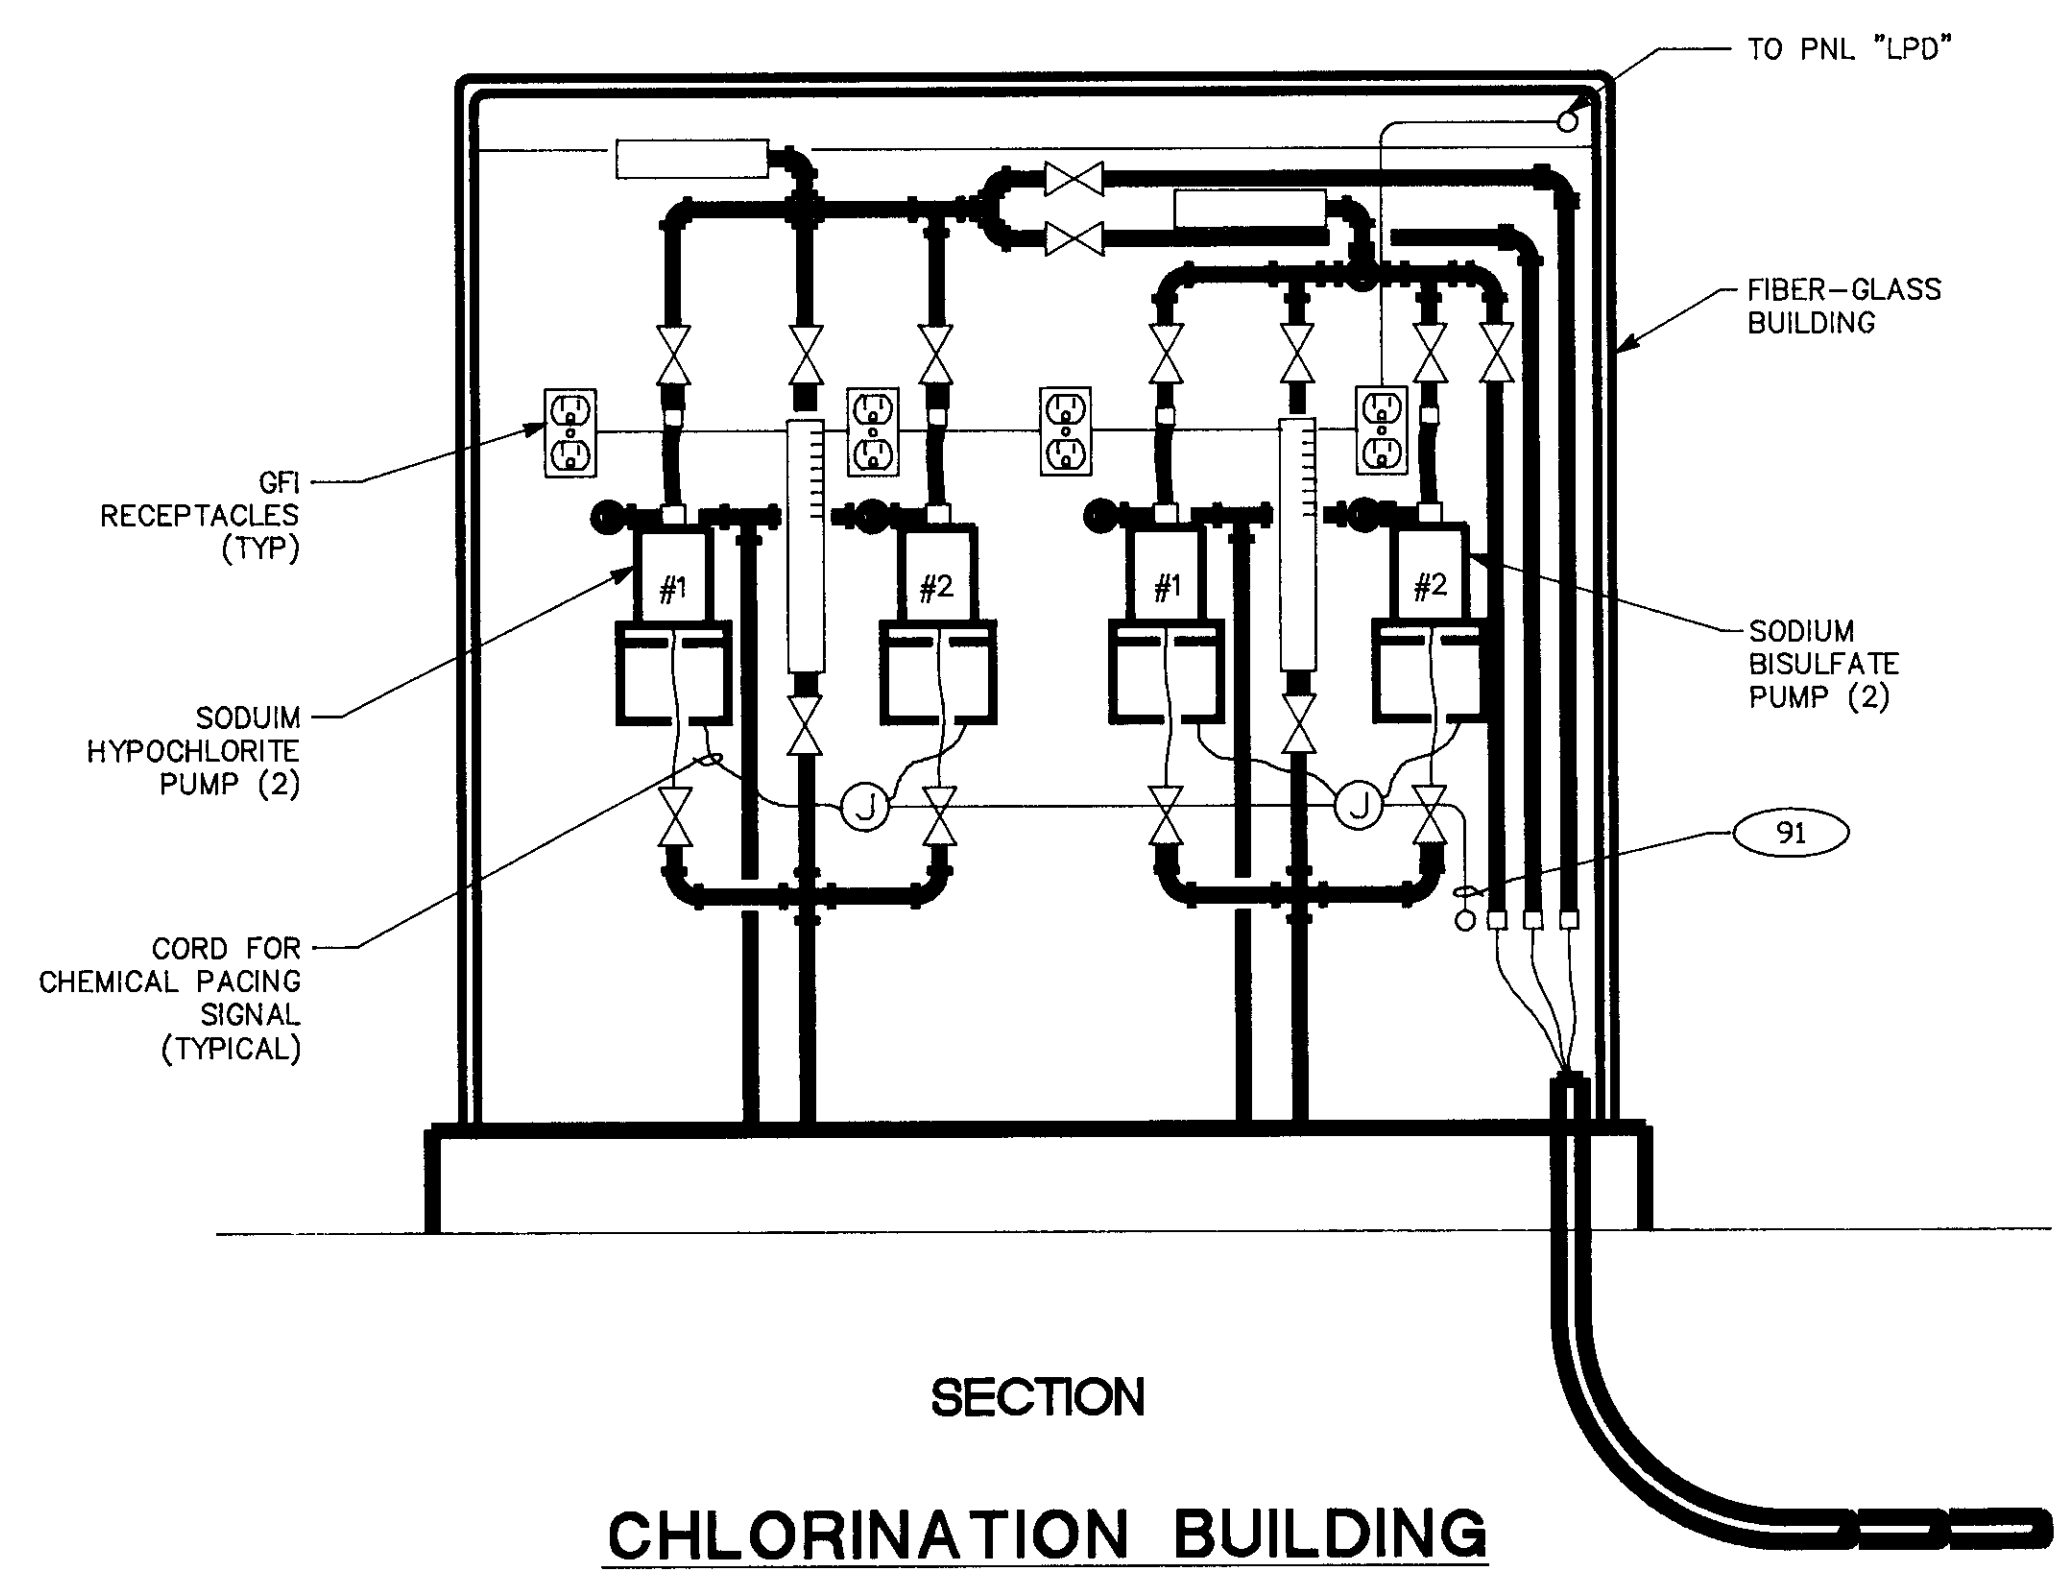 TO PNL "LPD"
FIBER-GLASS
BUILDING
GFI
RECEPTACLES
(TYP)
#1
#2
#1
#2
SODIUM
BISULFATE
PUMP (2)
SODUIM
HYPOCHLORITE
PUMP (2)
J
J
91
CORD FOR
CHEMICAL PACING
SIGNAL
(TYPICAL)
SECTION
CHLORINATION BUILDING